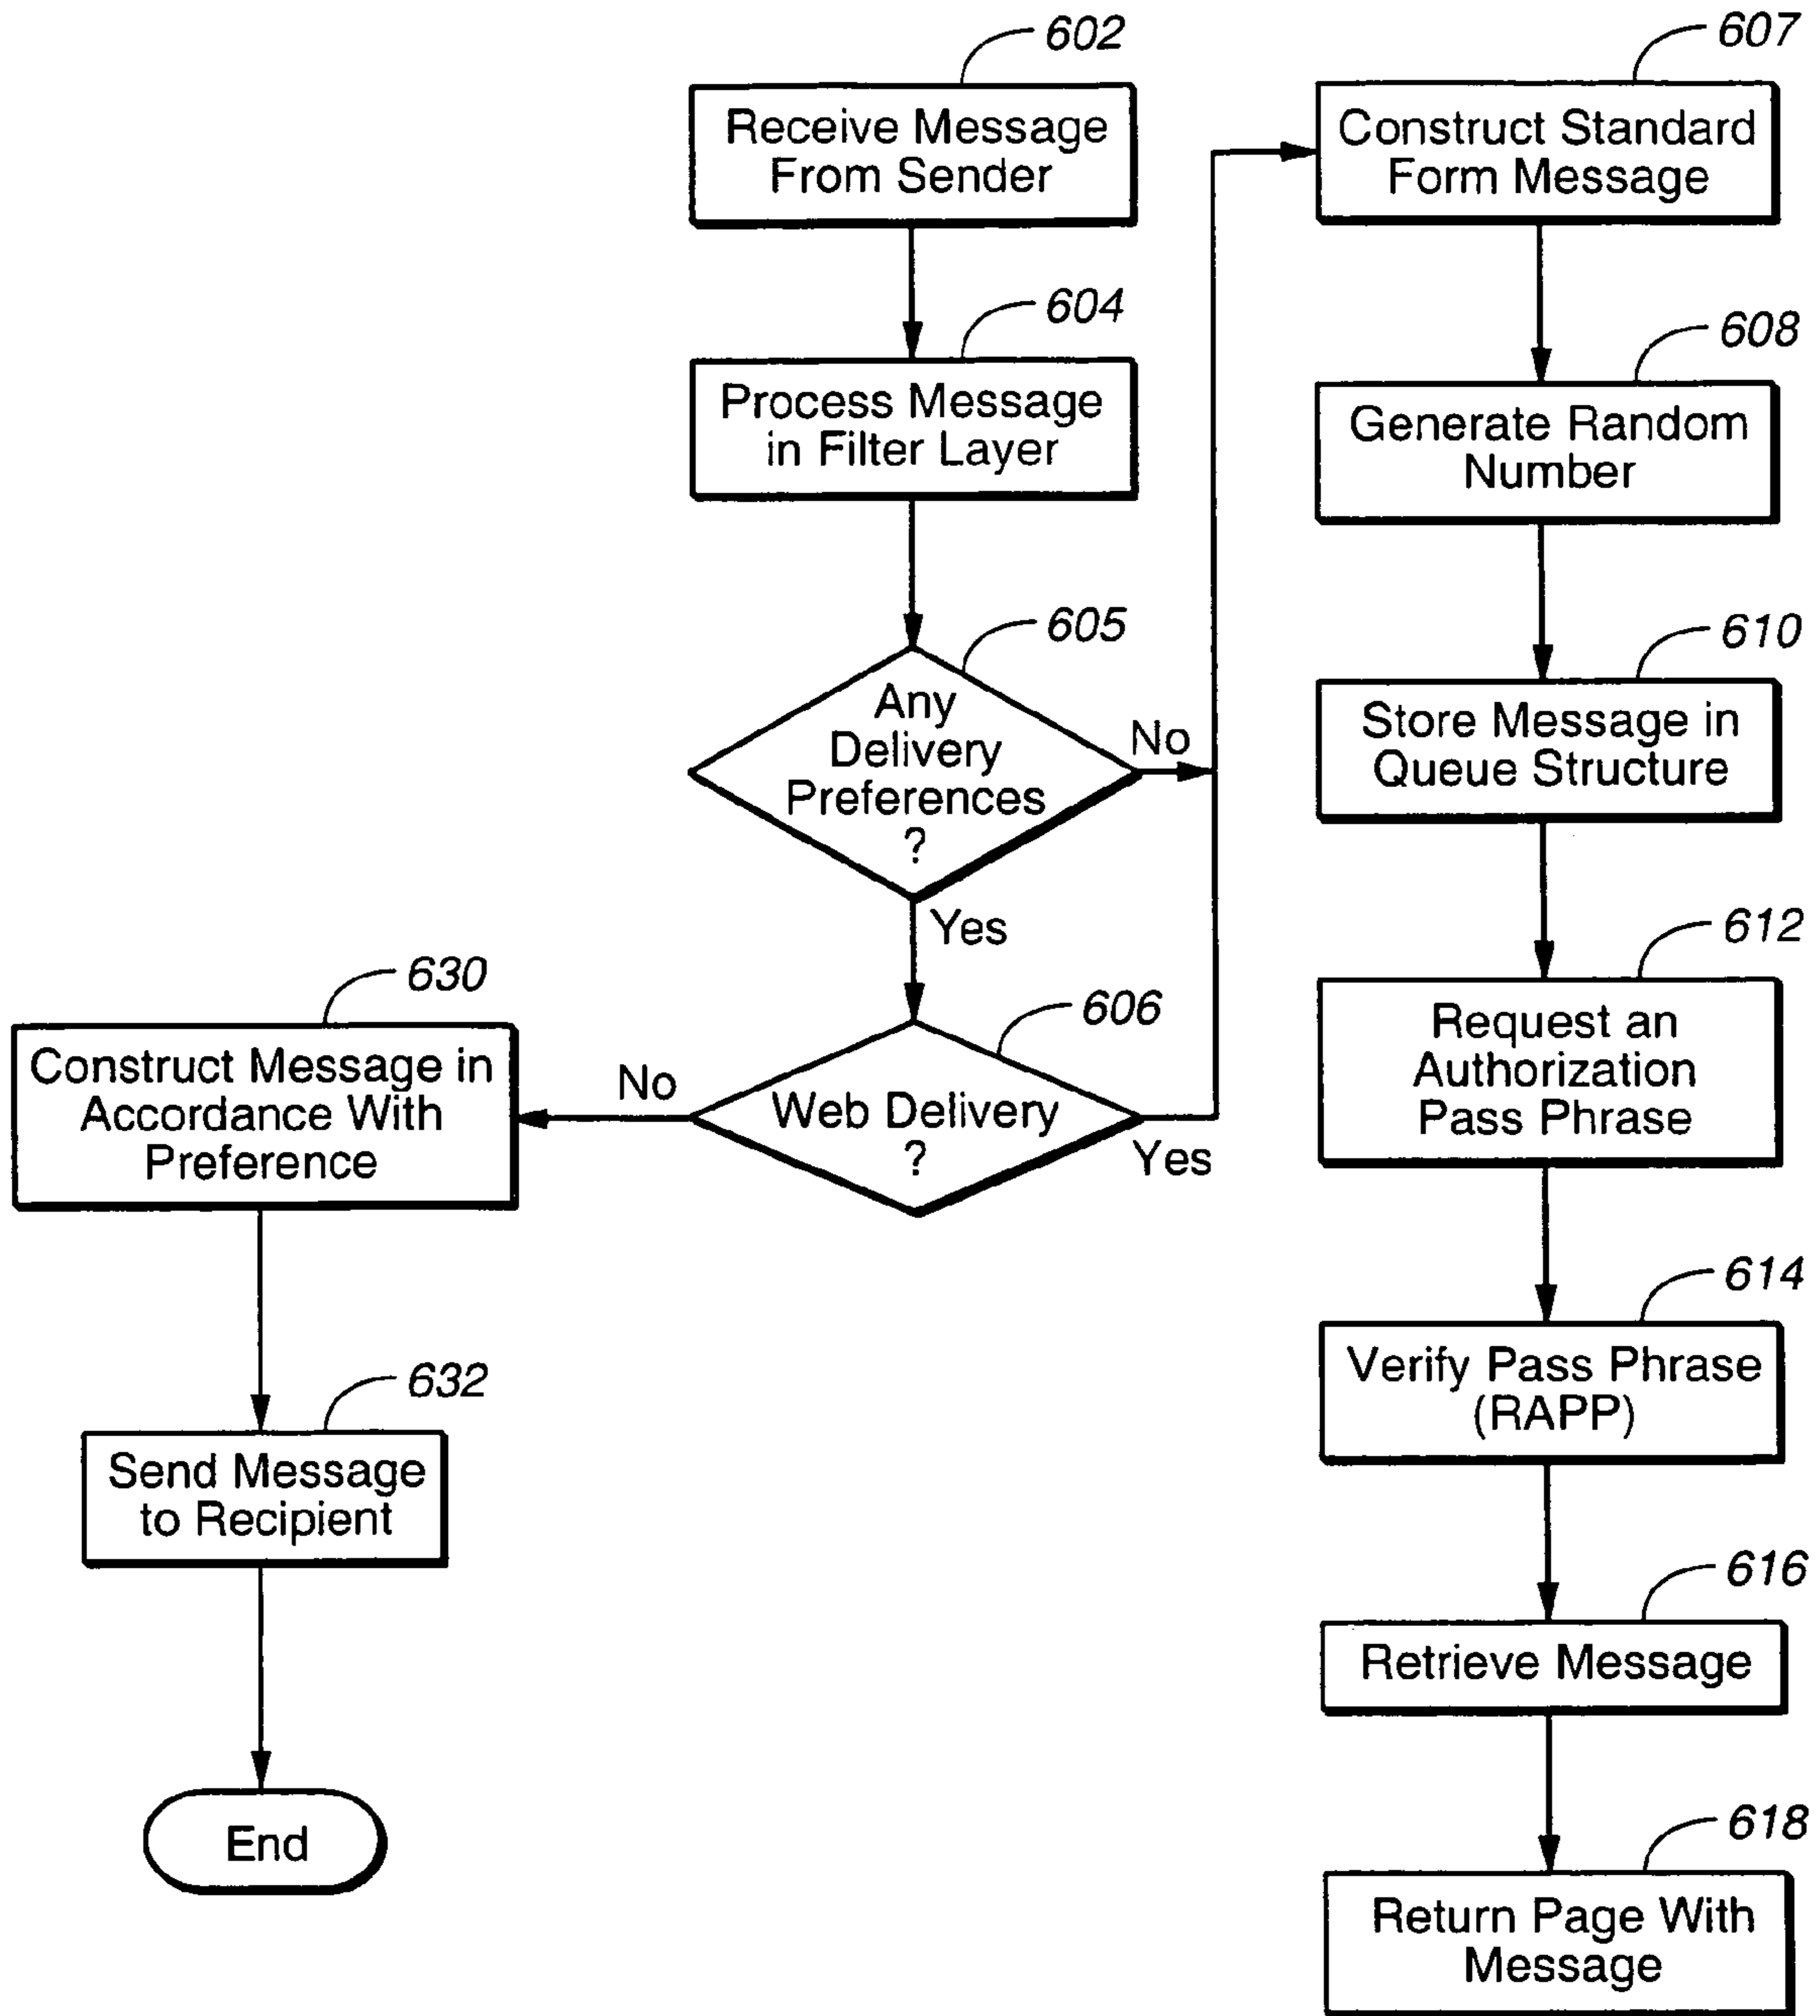 602
Receive Message
From Sender
604
Process Message
in Filter Layer
605
Any
Delivery
Preferences
?
No
Yes
606
Web Delivery
?
No
Yes
630
Construct Message in
Accordance With
Preference
632
Send Message
to Recipient
End
607
Construct Standard
Form Message
608
Generate Random
Number
610
Store Message in
Queue Structure
612
Request an
Authorization
Pass Phrase
614
Verify Pass Phrase
(RAPP)
616
Retrieve Message
618
Return Page With
Message